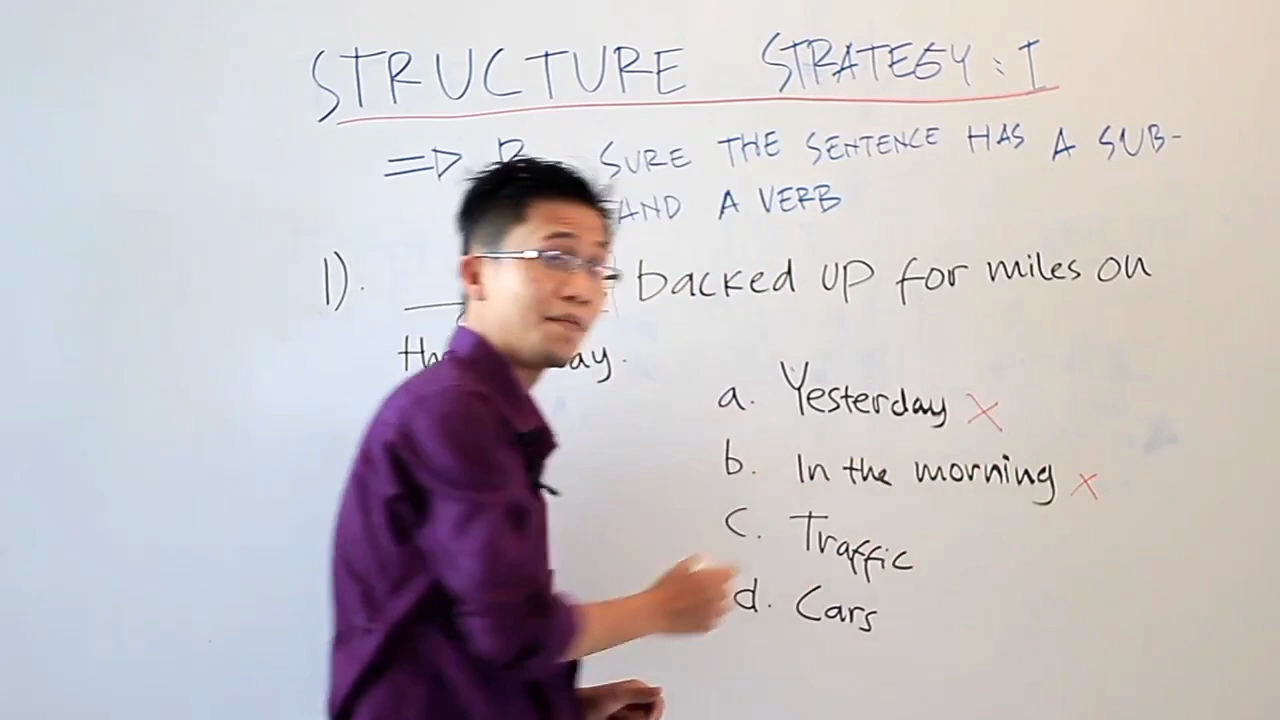 STRUCTURE STRATEGY : I
⇒ SURE THE SENTENCE HAS A SUB-
AND A VERB
1). backed up for miles on
a. Yesterday X
b. In the morning X
c. Traffic
d. Cars